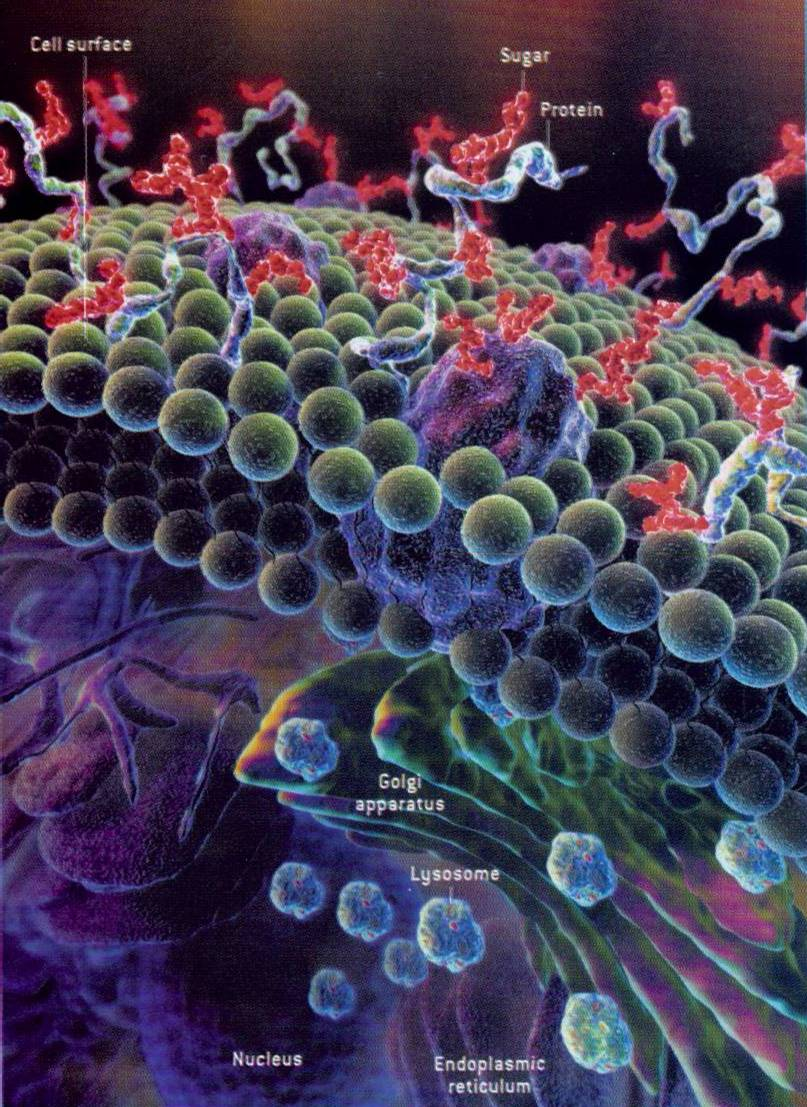 Cell surface
Sugar
Protein
Golgi
apparatus
Lysosome
Nucleus
Endoplasmic
reticulum